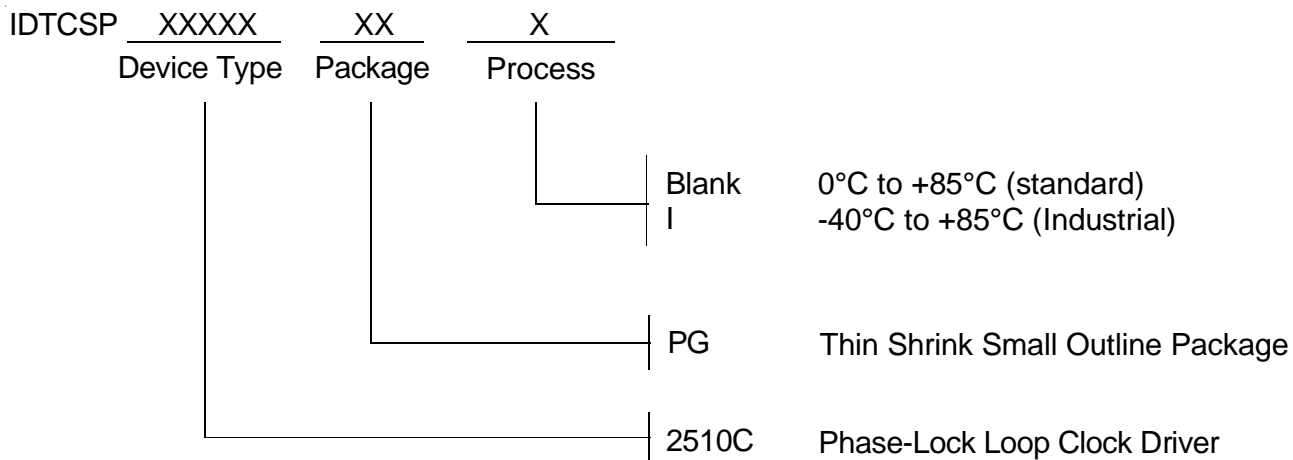 IDTCSP XXXXX XX X
Device Type Package Process
Blank 0°C to +85°C (standard)
I -40°C to +85°C (Industrial)
PG Thin Shrink Small Outline Package
2510C Phase-Lock Loop Clock Driver